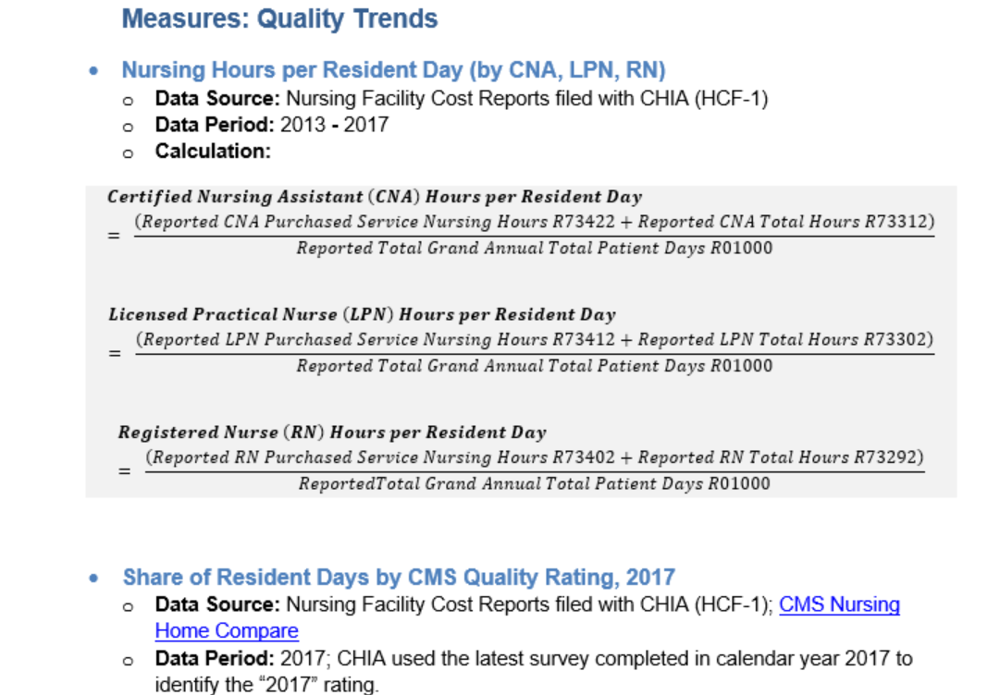 Measures: Quality Trends
• Nursing Hours per Resident Day (by CNA, LPN, RN)
o Data Source: Nursing Facility Cost Reports filed with CHIA (HCF-1)
o Data Period: 2013 - 2017
o Calculation:
Certified Nursing Assistant (CNA) Hours per Resident Day
(Reported CNA Purchased Service Nursing Hours R73422 + Reported CNA Total Hours R73312)
=
Reported Total Grand Annual Total Patient Days R01000
Licensed Practical Nurse (LPN) Hours per Resident Day
(Reported LPN Purchased Service Nursing Hours R73412 + Reported LPN Total Hours R73302)
=
Reported Total Grand Annual Total Patient Days R01000
Registered Nurse (RN) Hours per Resident Day
(Reported RN Purchased Service Nursing Hours R73402 + Reported RN Total Hours R73292)
=
ReportedTotal Grand Annual Total Patient Days R01000
• Share of Resident Days by CMS Quality Rating, 2017
o Data Source: Nursing Facility Cost Reports filed with CHIA (HCF-1); CMS Nursing
Home Compare
o Data Period: 2017; CHIA used the latest survey completed in calendar year 2017 to
identify the “2017” rating.